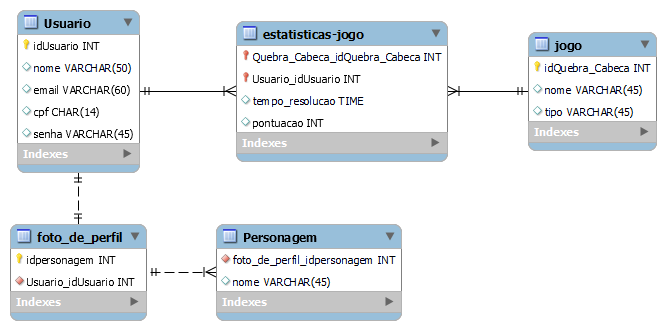 Usuario
idUsuario INT
nome VARCHAR(50)
email VARCHAR(60)
cpf CHAR(14)
senha VARCHAR(45)
Indexes
estatisticas-jogo
Quebra_Cabeca_idQuebra_Cabeca INT
Usuario_idUsuario INT
tempo_resolucao TIME
pontuacao INT
Indexes
jogo
idQuebra_Cabeca INT
nome VARCHAR(45)
tipo VARCHAR(45)
Indexes
foto_de_perfil
idpersonagem INT
Usuario_idUsuario INT
Indexes
Personagem
foto_de_perfil_idpersonagem INT
nome VARCHAR(45)
Indexes